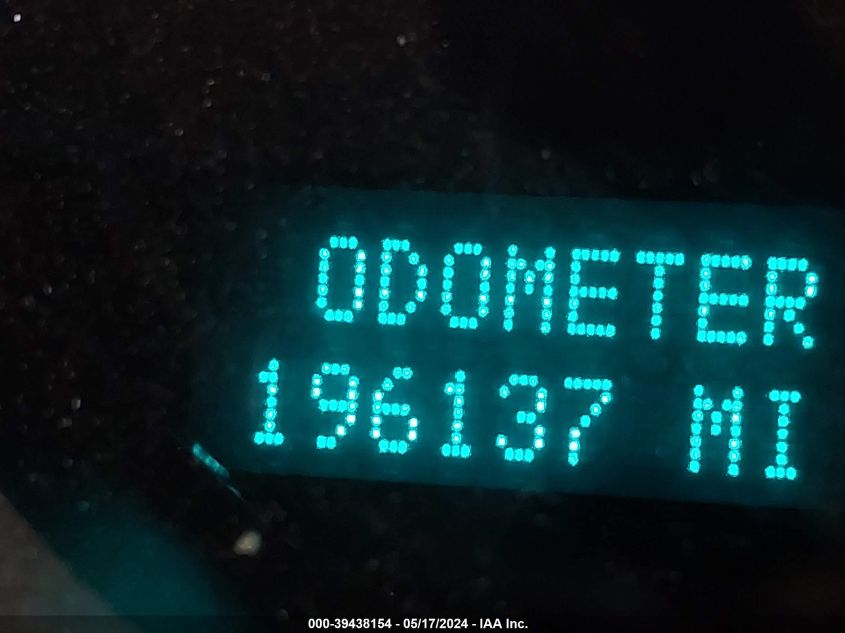 ODOMETER
196137 MI
000-39438154 - 05/17/2024 - IAA Inc.